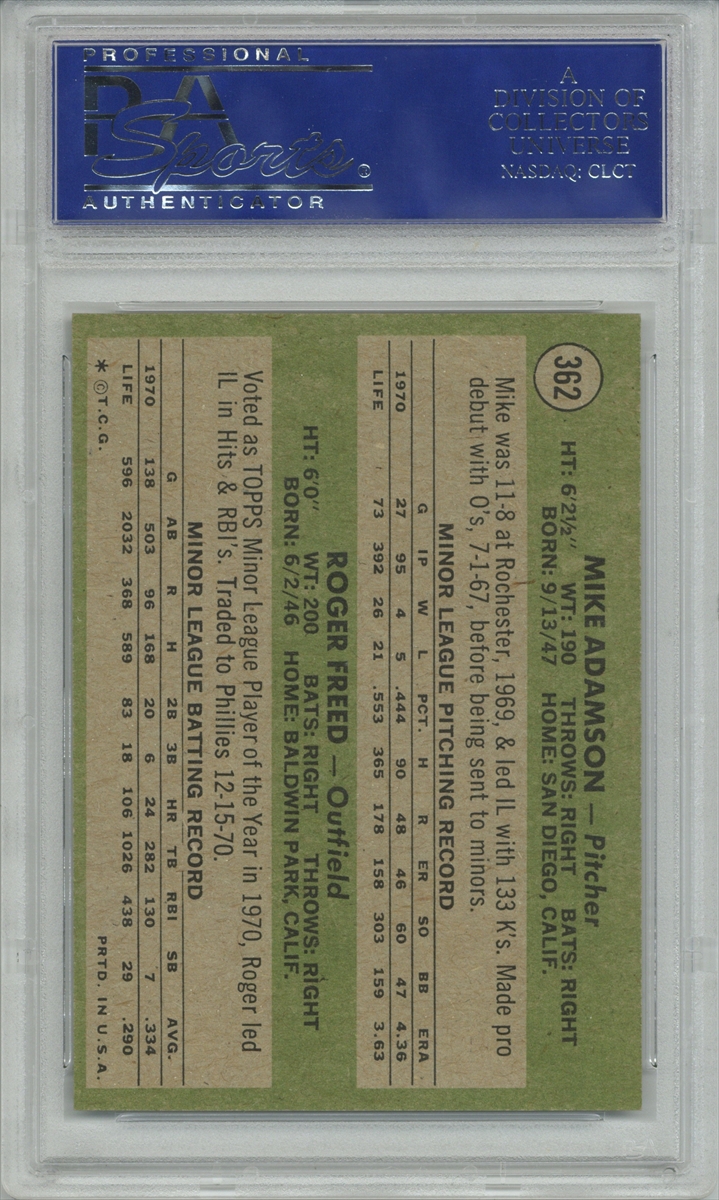 PROFESSIONAL
PSA
Sports ®
AUTHENTICATOR
A
DIVISION OF
COLLECTORS
UNIVERSE
NASDAQ: CLCT
362
MIKE ADAMSON — Pitcher
HT: 6'2½" WT: 190 THROWS: RIGHT BATS: RIGHT
BORN: 9/13/47 HOME: SAN DIEGO, CALIF.
Mike was 11-8 at Rochester, 1969, & led IL with 133 K's. Made pro
debut with O's, 7-1-67, before being sent to minors.
MINOR LEAGUE PITCHING RECORD
G IP W L PCT. H R ER SO BB ERA
1970 27 95 4 5 .444 90 48 46 60 47 4.36
LIFE 73 392 26 21 .553 365 178 158 303 159 3.63
ROGER FREED — Outfield
HT: 6'0" WT: 200 BATS: RIGHT THROWS: RIGHT
BORN: 6/2/46 HOME: BALDWIN PARK, CALIF.
Voted as TOPPS Minor League Player of the Year in 1970, Roger led
IL in Hits & RBI's. Traded to Phillies 12-15-70.
MINOR LEAGUE BATTING RECORD
G AB R H 2B 3B HR TB RBI SB AVG.
1970 138 503 96 168 20 6 24 282 130 7 .334
LIFE 596 2032 368 589 83 18 106 1026 438 29 .290
* ©T.C.G. PRTD. IN U.S.A.